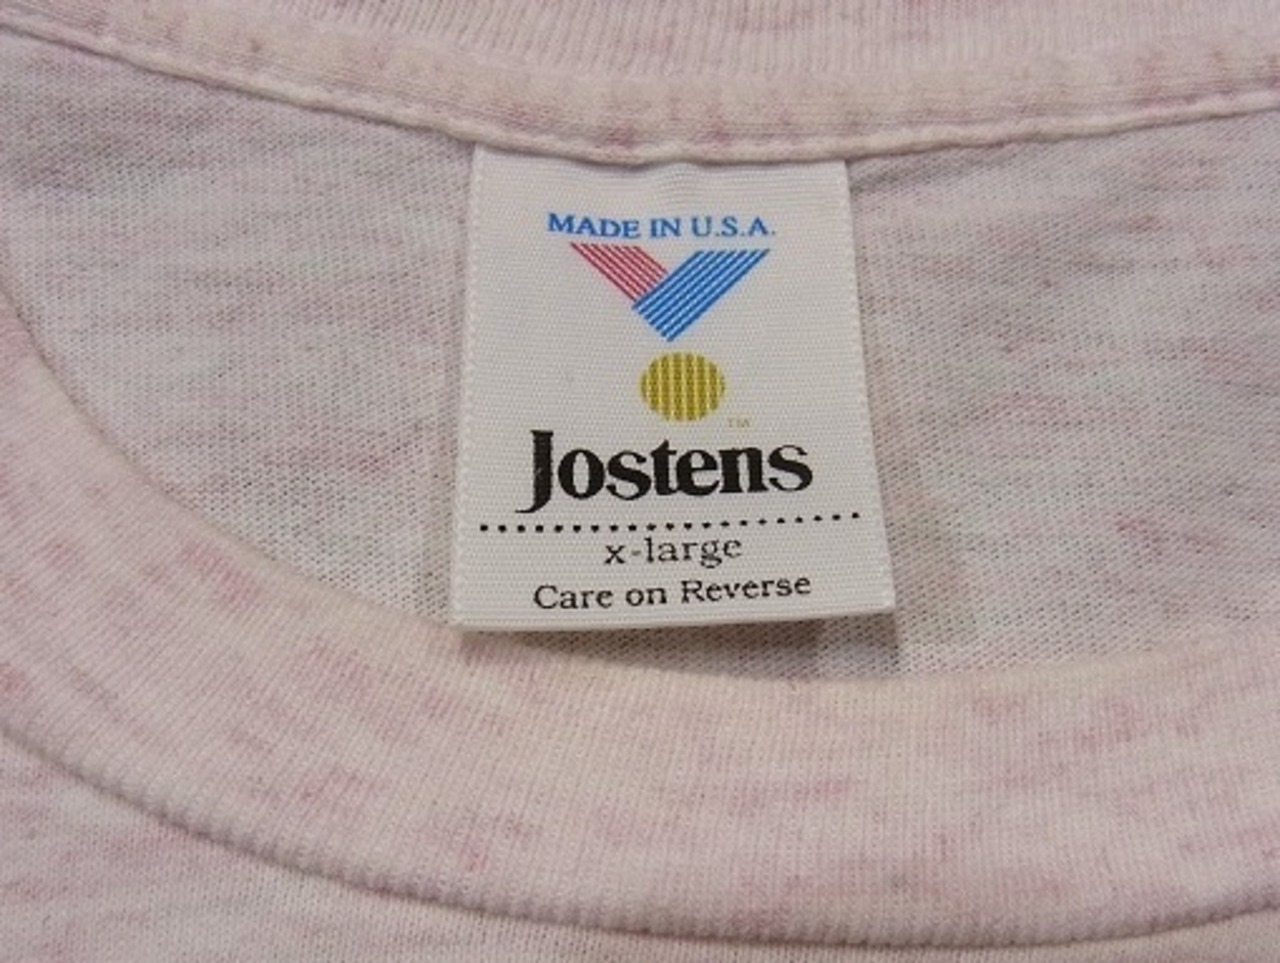 MADE IN U.S.A.
TM
Jostens
x-large
Care on Reverse